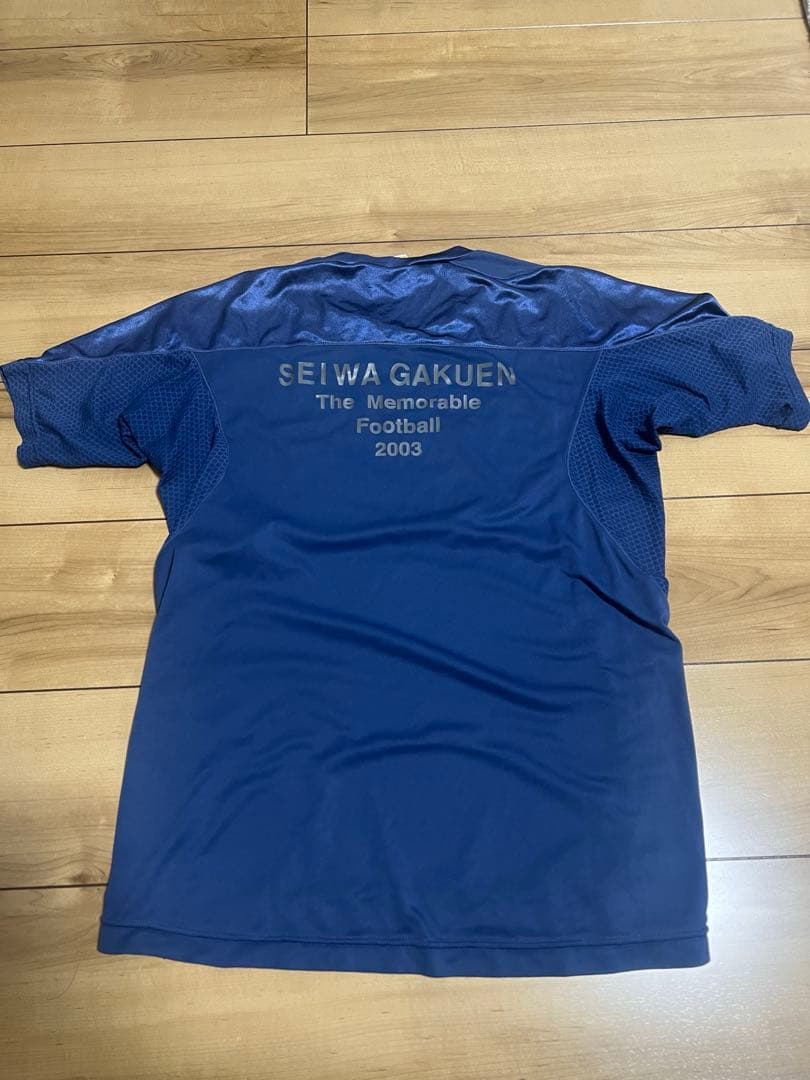 SEIWA GAKUEN
The Memorable
Football
2003